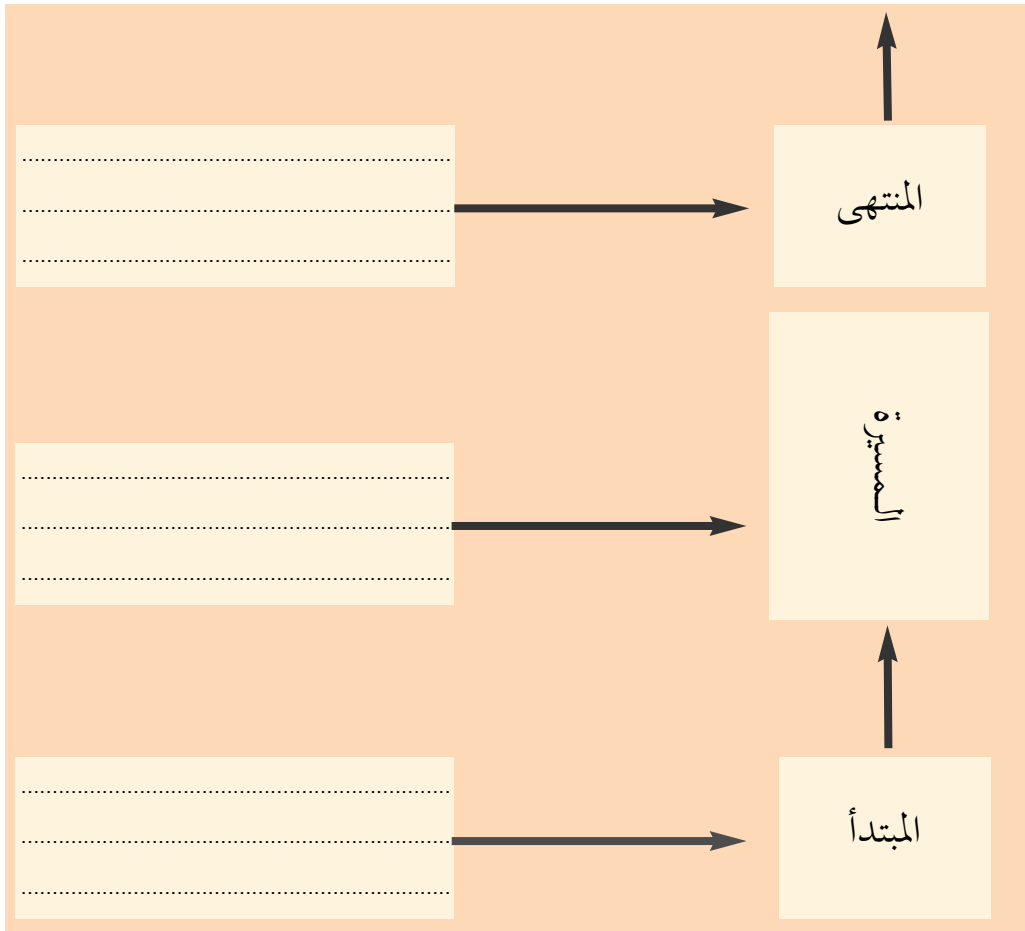 المنتهى
المسيرة
المبتدأ